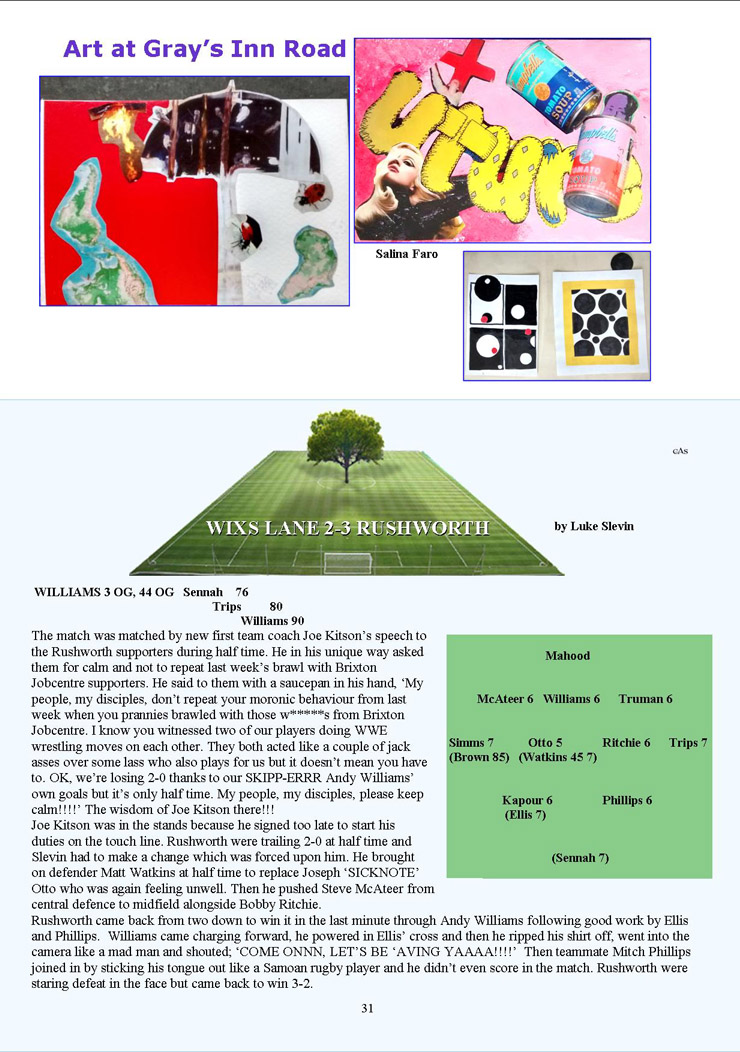 Art at Gray's Inn Road
Campbell's
TOMATO
SOUP
Campbell's
TOMATO
SOUP
Salina Faro
cAs
WIXS LANE 2-3 RUSHWORTH
by Luke Slevin
WILLIAMS 3 OG, 44 OG Sennah 76
Trips 80
Williams 90
The match was matched by new first team coach Joe Kitson's speech to
the Rushworth supporters during half time. He in his unique way asked
them for calm and not to repeat last week's brawl with Brixton
Jobcentre supporters. He said to them with a saucepan in his hand, 'My
people, my disciples, don't repeat your moronic behaviour from last
week when you prannies brawled with those w*****s from Brixton
Jobcentre. I know you witnessed two of our players doing WWE
wrestling moves on each other. They both acted like a couple of jack
asses over some lass who also plays for us but it doesn't mean you have
to. OK, we're losing 2-0 thanks to our SKIPP-ERRR Andy Williams'
own goals but it's only half time. My people, my disciples, please keep
calm!!!!' The wisdom of Joe Kitson there!!!
Joe Kitson was in the stands because he signed too late to start his
duties on the touch line. Rushworth were trailing 2-0 at half time and
Slevin had to make a change which was forced upon him. He brought
on defender Matt Watkins at half time to replace Joseph 'SICKNOTE'
Otto who was again feeling unwell. Then he pushed Steve McAteer from
central defence to midfield alongside Bobby Ritchie.
Rushworth came back from two down to win it in the last minute through Andy Williams following good work by Ellis
and Phillips. Williams came charging forward, he powered in Ellis' cross and then he ripped his shirt off, went into the
camera like a mad man and shouted; 'COME ONNN, LET'S BE 'AVING YAAAA!!!!' Then teammate Mitch Phillips
joined in by sticking his tongue out like a Samoan rugby player and he didn't even score in the match. Rushworth were
staring defeat in the face but came back to win 3-2.
Mahood
McAteer 6 Williams 6 Truman 6
Simms 7 Otto 5 Ritchie 6 Trips 7
(Brown 85) (Watkins 45 7)
Kapour 6 Phillips 6
(Ellis 7)
(Sennah 7)
31